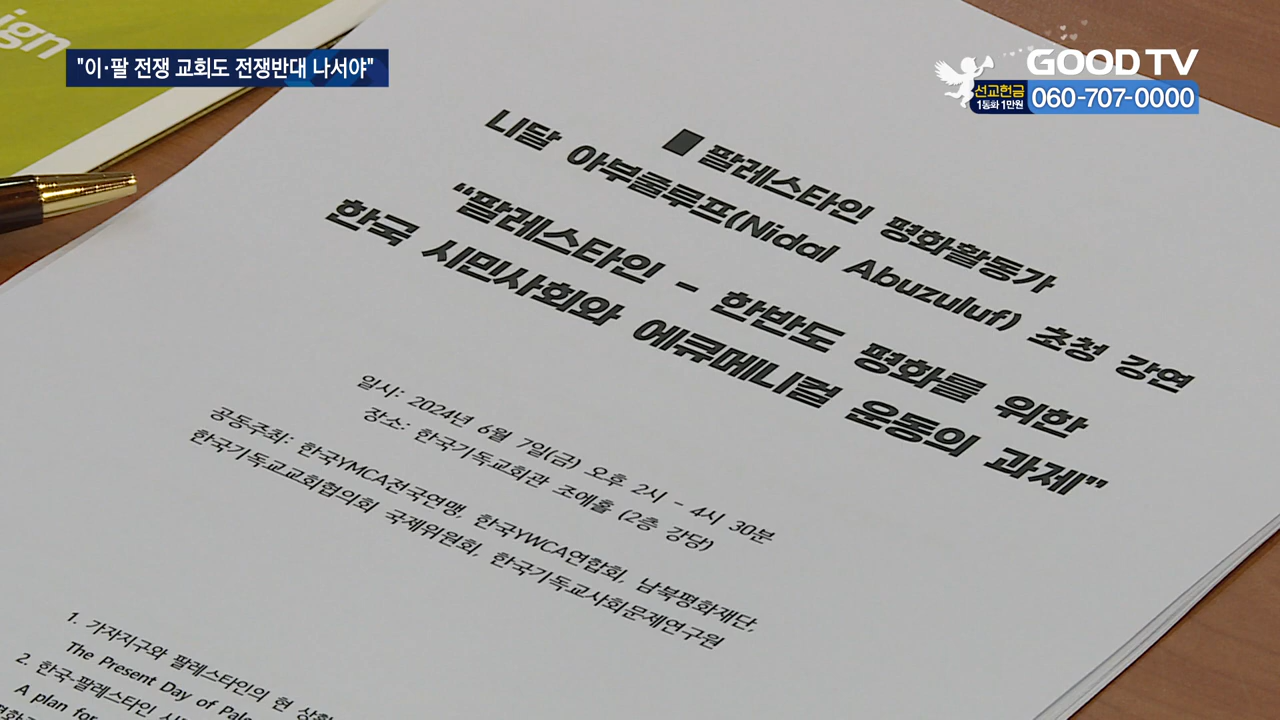 ign
"이·팔 전쟁 교회도 전쟁반대 나서야"
GOOD TV
선교헌금
1통화 1만원
060-707-0000
■ 팔레스타인 평화활동가
니달 아부줄루프(Nidal Abuzuluf) 초청 강연
"팔레스타인 - 한반도 평화를 위한
한국 시민사회와 에큐메니컬 운동의 과제"
일시: 2024년 6월 7일(금) 오후 2시 - 4시 30분
장소: 한국기독교회관 조에홀 (2층 강당)
공동주최: 한국YMCA전국연맹, 한국YWCA연합회, 남북평화재단,
한국기독교교회협의회 국제위원회, 한국기독교사회문제연구원
1. 가자지구와 팔레스타인의 현 상황
The Present Day of Pale
2. 한국-팔레스타인 시
A plan for